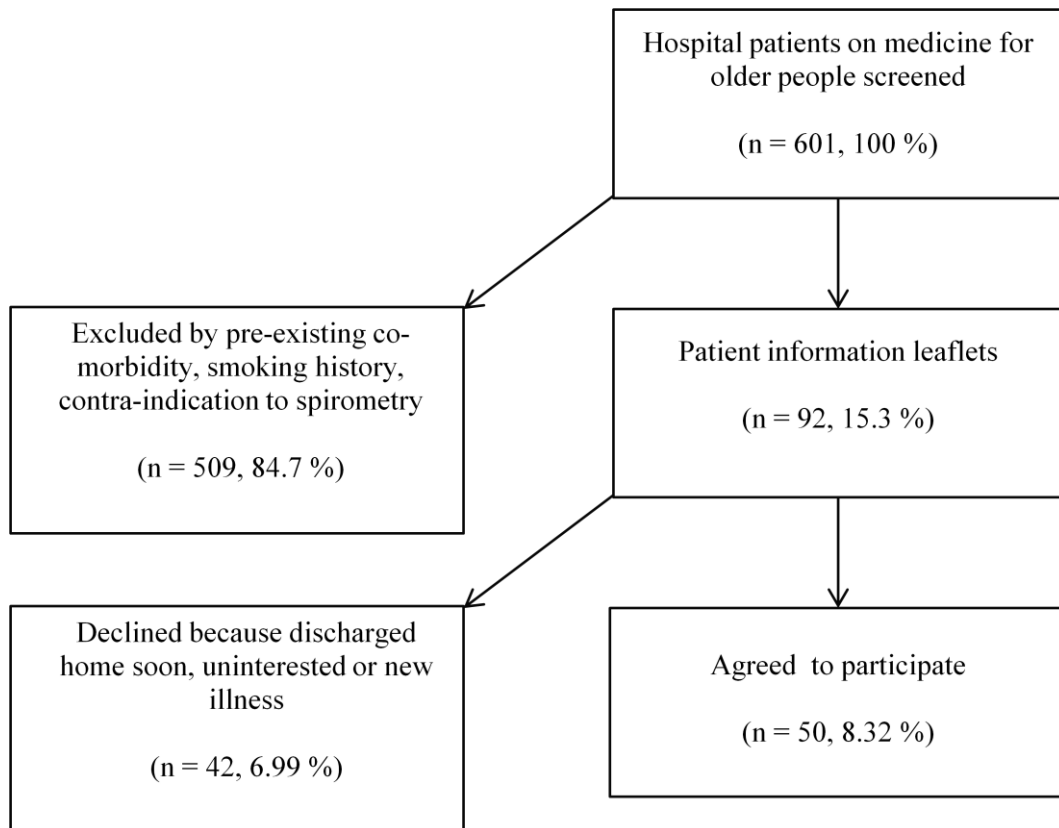 Hospital patients on medicine for
older people screened
(n = 601, 100 %)
Excluded by pre-existing co-
morbidity, smoking history,
contra-indication to spirometry
(n = 509, 84.7 %)
Patient information leaflets
(n = 92, 15.3 %)
Declined because discharged
home soon, uninterested or new
illness
(n = 42, 6.99 %)
Agreed  to participate
(n = 50, 8.32 %)